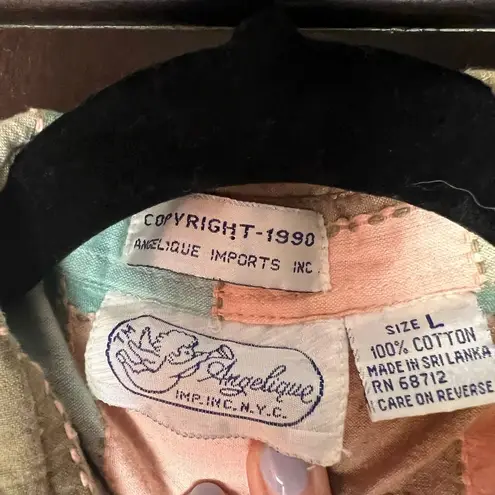 COPYRIGHT-1990
ANGELIQUE IMPORTS INC.
TM
Angelique
IMP. INC. N.Y.C.
SIZE L
100% COTTON
MADE IN SRI LANKA
RN 68712
CARE ON REVERSE